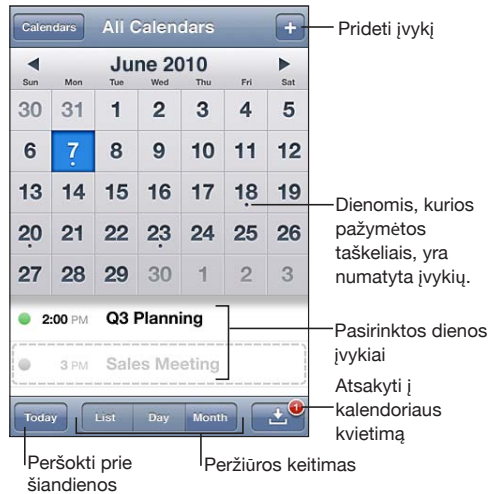 Calendars
All Calendars
+
Pridėti įvykį
June 2010
Sun Mon Tue Wed Thu Fri Sat
30 31 1 2 3 4 5
6 7 8 9 10 11 12
13 14 15 16 17 18 19
20 21 22 23 24 25 26
27 28 29 30 1 2 3
Dienomis, kurios
pažymėtos
taškeliais, yra
numatyta įvykių.
2:00 PM Q3 Planning
3 PM Sales Meeting
Pasirinktos dienos
įvykiai
Atsakyti į
kalendoriaus
kvietimą
Today
List Day Month
1
Peršokti prie
šiandienos
Peržiūros keitimas